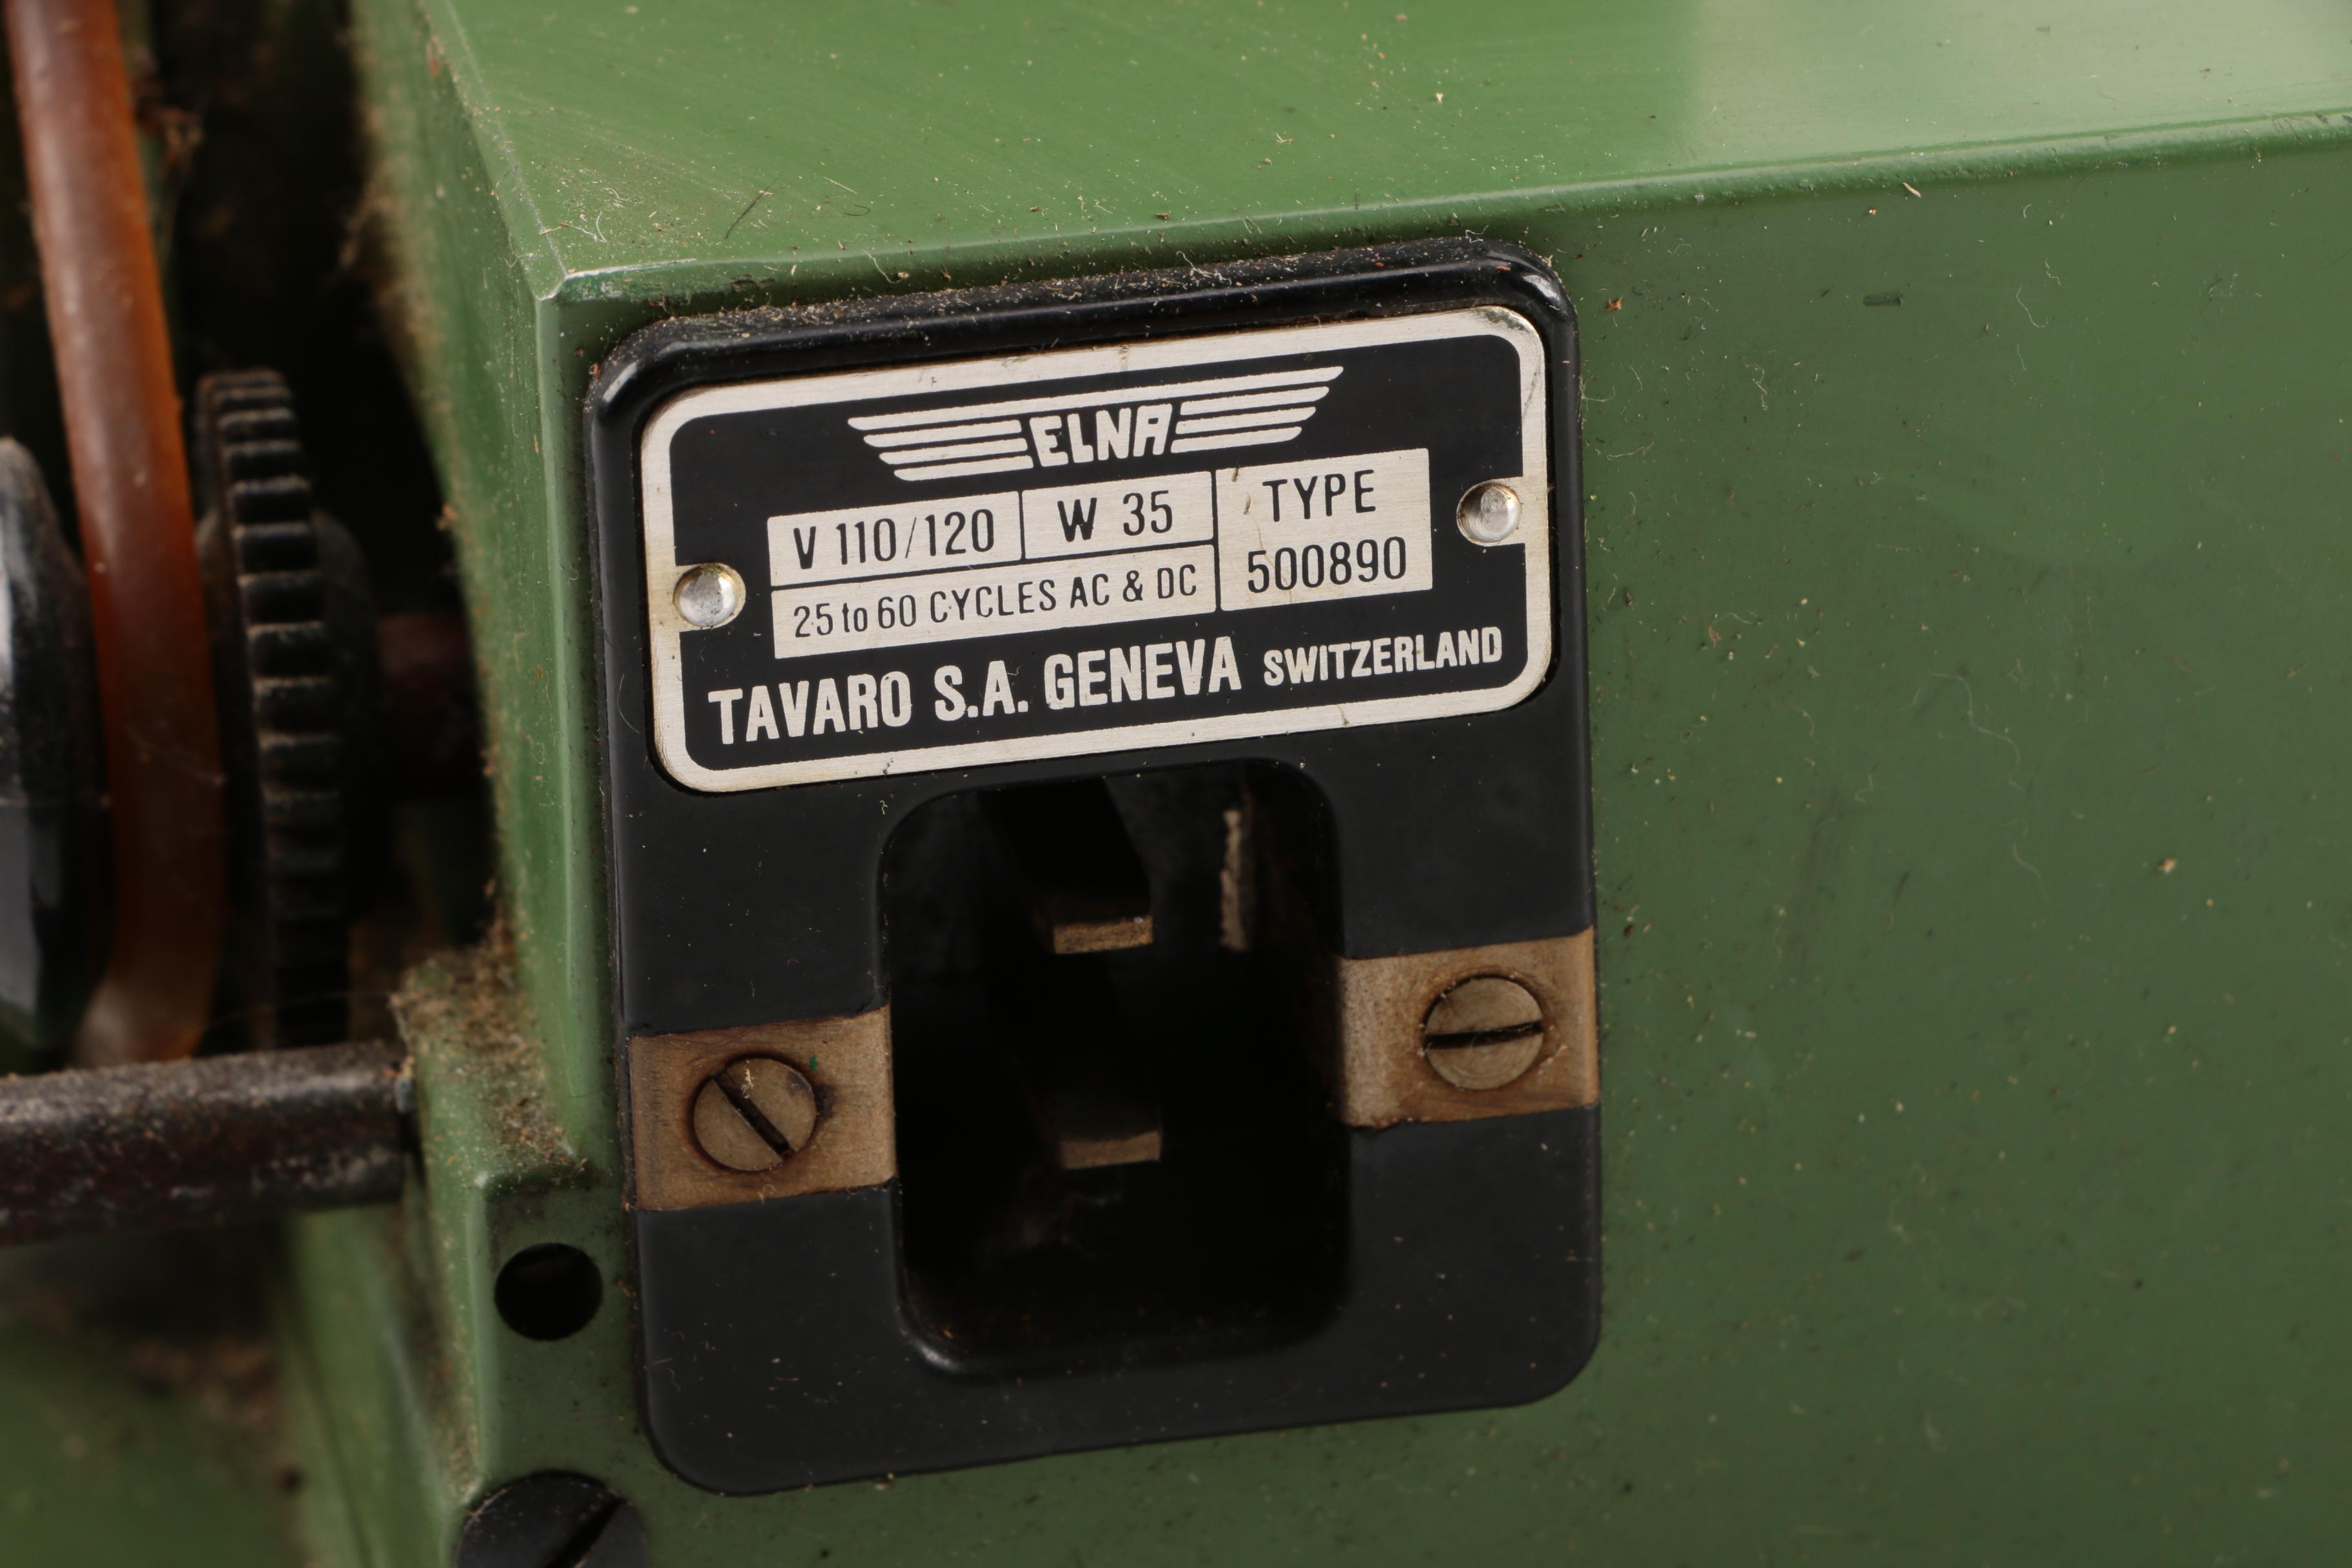 ELNA
V 110/120 W 35 TYPE
25 to 60 CYCLES AC & DC 500890
TAVARO S.A. GENEVA SWITZERLAND